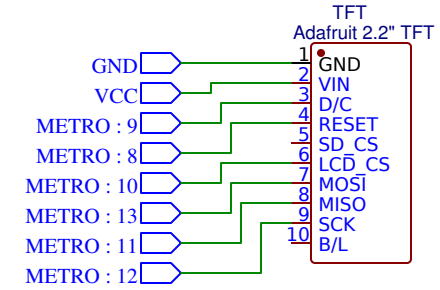 TFT
Adafruit 2.2" TFT
GND
VCC
METRO : 9
METRO : 8
METRO : 10
METRO : 13
METRO : 11
METRO : 12
1 GND
2 VIN
3 D/C
4 RESET
5 SD_CS
6 LCD_CS
7 MOSI
8 MISO
9 SCK
10 B/L